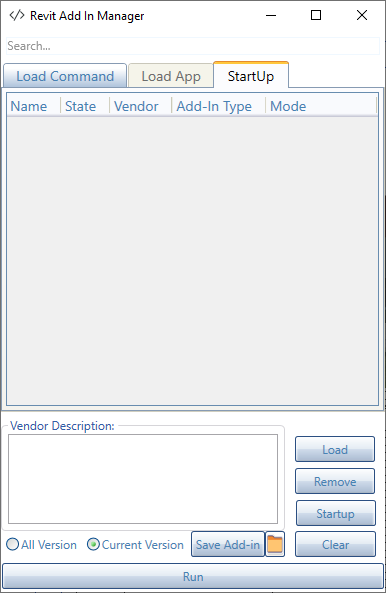 </> Revit Add In Manager
Search...
Load Command Load App StartUp
Name State Vendor Add-In Type Mode
Vendor Description:
Load
Remove
Startup
All Version Current Version Save Add-in Clear
Run